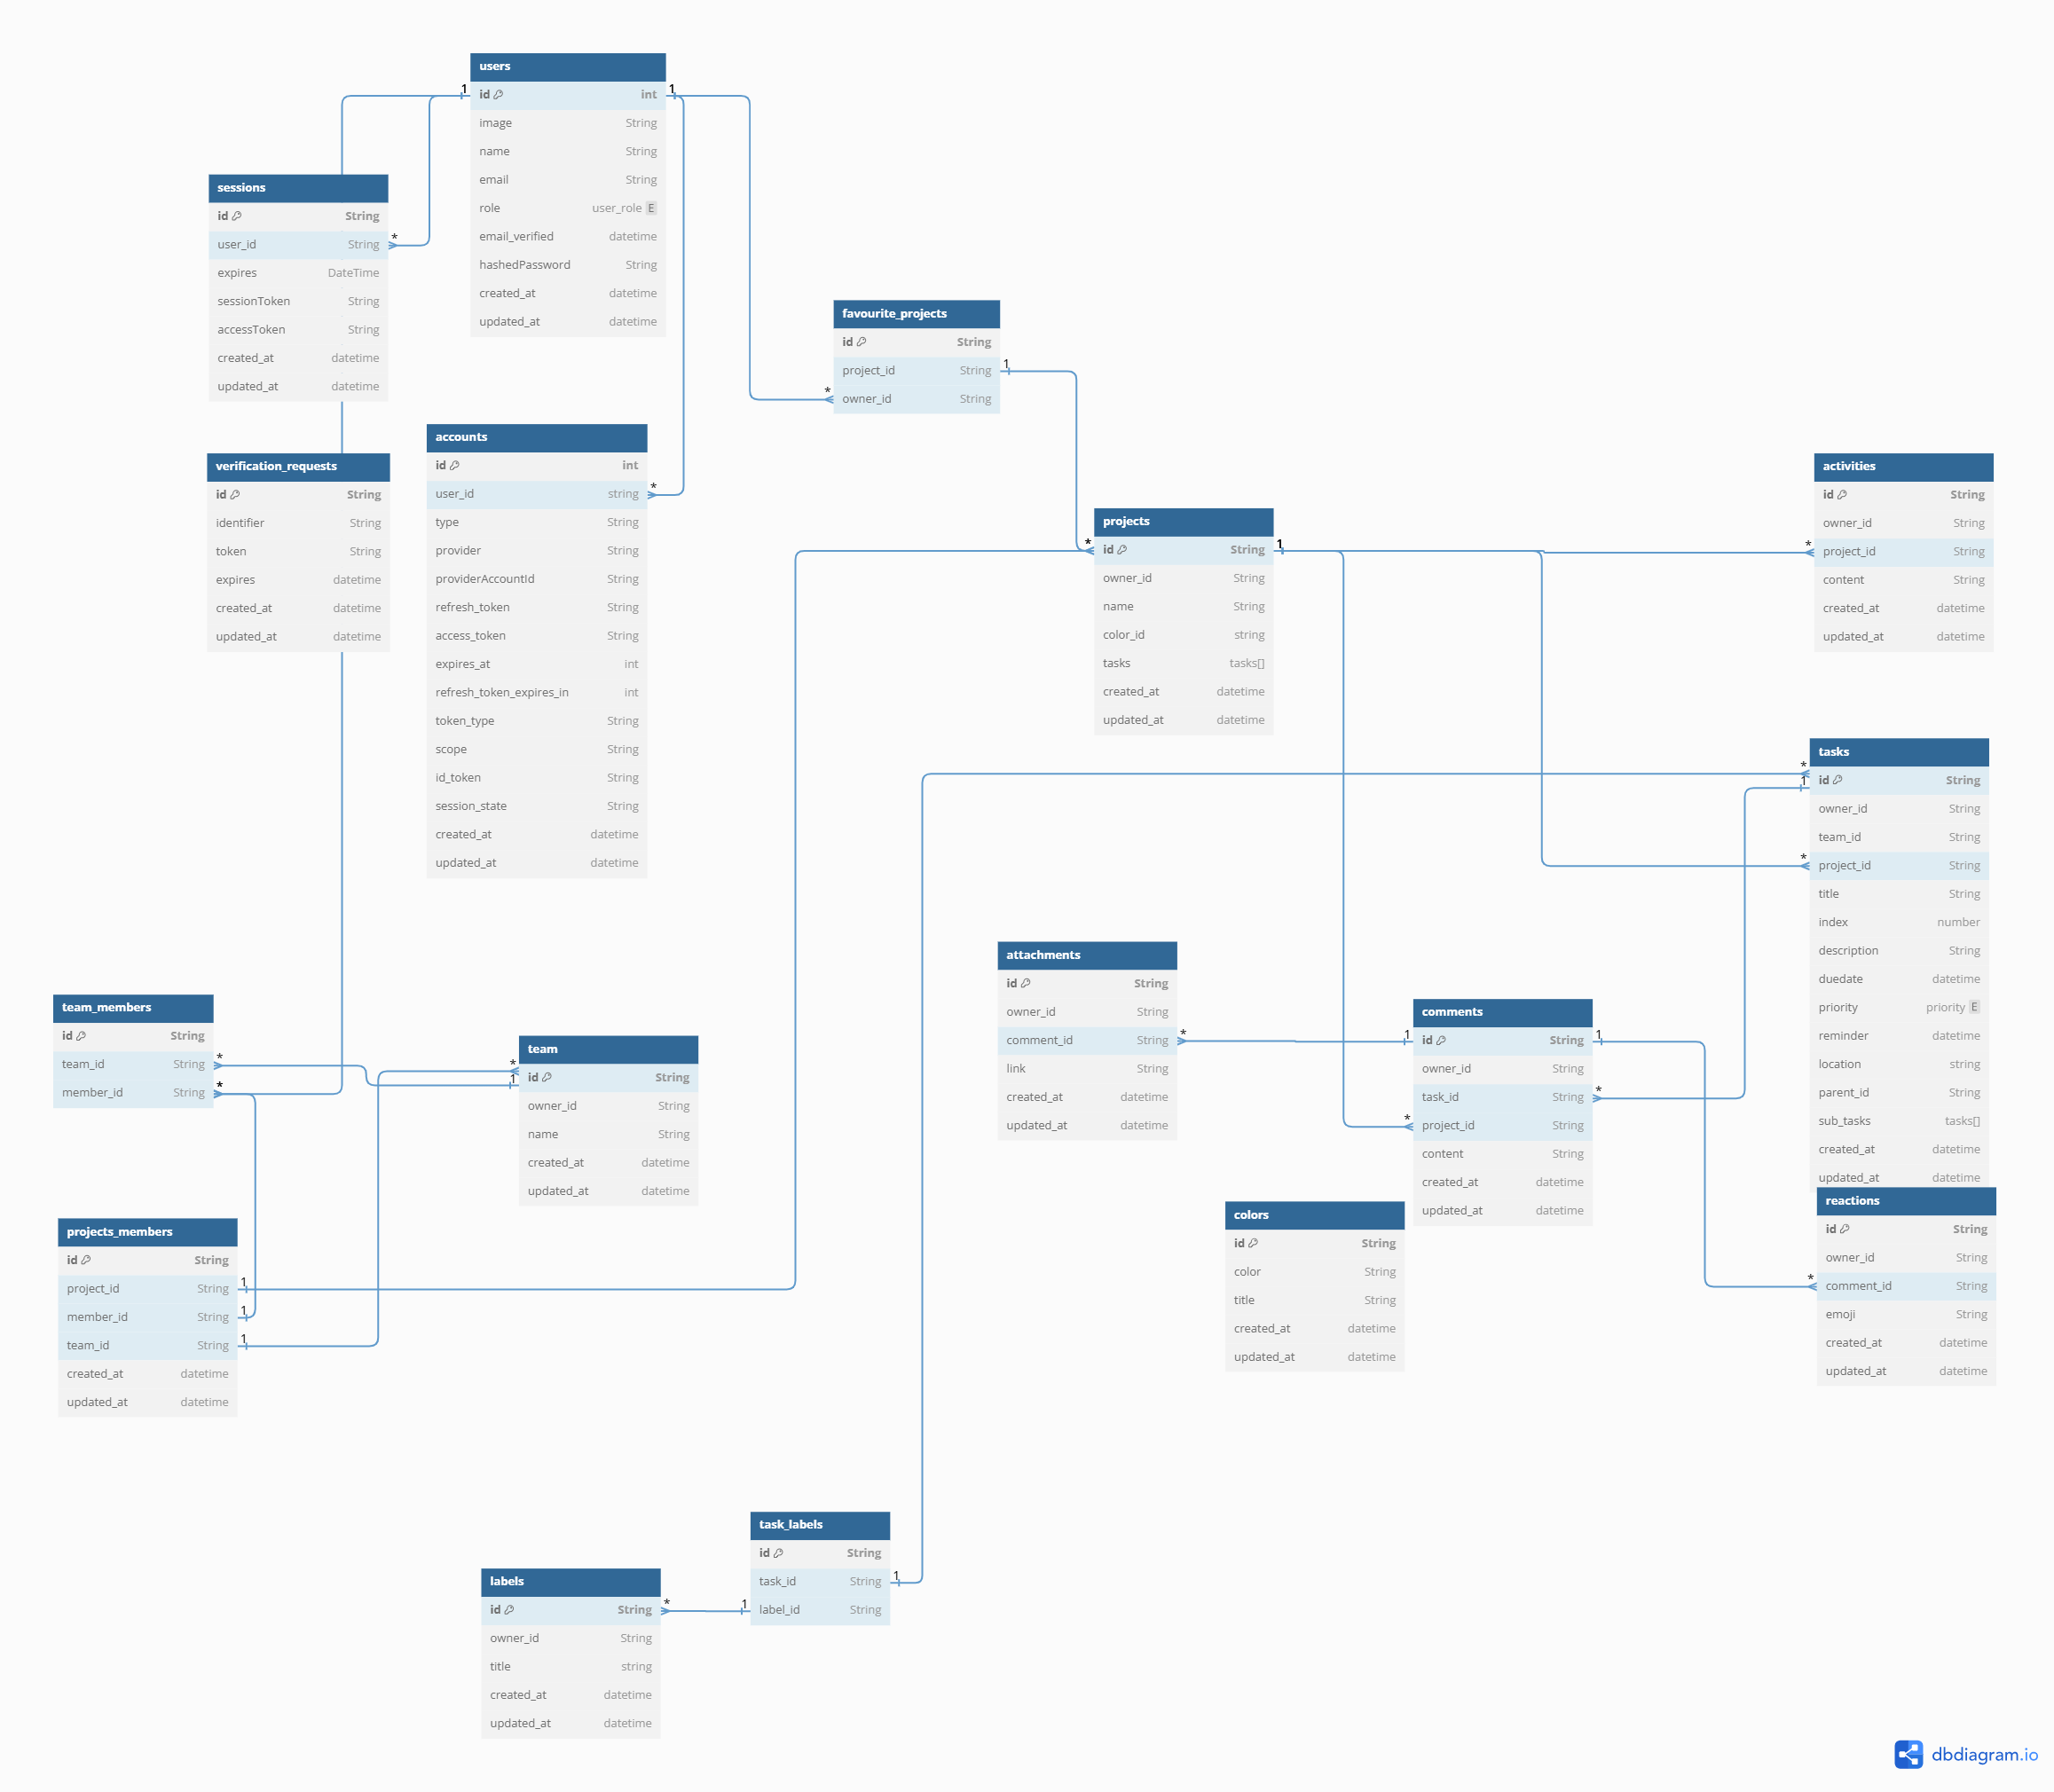 users
id int
image String
name String
email String
role user_role E
email_verified datetime
hashedPassword String
created_at datetime
updated_at datetime
1
1
sessions
id String
user_id String
expires DateTime
sessionToken String
accessToken String
created_at datetime
updated_at datetime
*
favourite_projects
id String
project_id String
owner_id String
1
*
accounts
id int
user_id string
type String
provider String
providerAccountId String
refresh_token String
access_token String
expires_at int
refresh_token_expires_in int
token_type String
scope String
id_token String
session_state String
created_at datetime
updated_at datetime
*
verification_requests
id String
identifier String
token String
expires datetime
created_at datetime
updated_at datetime
activities
id String
owner_id String
project_id String
content String
created_at datetime
updated_at datetime
*
projects
id String
owner_id String
name String
color_id string
tasks tasks[]
created_at datetime
updated_at datetime
*
1
tasks
id String
owner_id String
team_id String
project_id String
title String
index number
description String
duedate datetime
priority priority E
reminder datetime
location string
parent_id String
sub_tasks tasks[]
created_at datetime
updated_at datetime
*
1
*
attachments
id String
owner_id String
comment_id String
link String
created_at datetime
updated_at datetime
*
comments
id String
owner_id String
task_id String
project_id String
content String
created_at datetime
updated_at datetime
1
1
*
*
team_members
id String
team_id String
member_id String
*
*
team
id String
owner_id String
name String
created_at datetime
updated_at datetime
*
1
reactions
id String
owner_id String
comment_id String
emoji String
created_at datetime
updated_at datetime
*
colors
id String
color String
title String
created_at datetime
updated_at datetime
projects_members
id String
project_id String
member_id String
team_id String
created_at datetime
updated_at datetime
1
1
1
task_labels
id String
task_id String
label_id String
1
1
labels
id String
owner_id String
title string
created_at datetime
updated_at datetime
*
dbdiagram.io